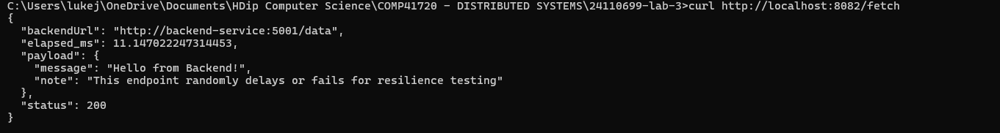 C:\Users\lukej\OneDrive\Documents\HDip Computer Science\COMP41720 - DISTRIBUTED SYSTEMS\24110699-lab-3>curl http://localhost:8082/fetch
{
  "backendUrl": "http://backend-service:5001/data",
  "elapsed_ms": 11.147022247314453,
  "payload": {
    "message": "Hello from Backend!",
    "note": "This endpoint randomly delays or fails for resilience testing"
  },
  "status": 200
}